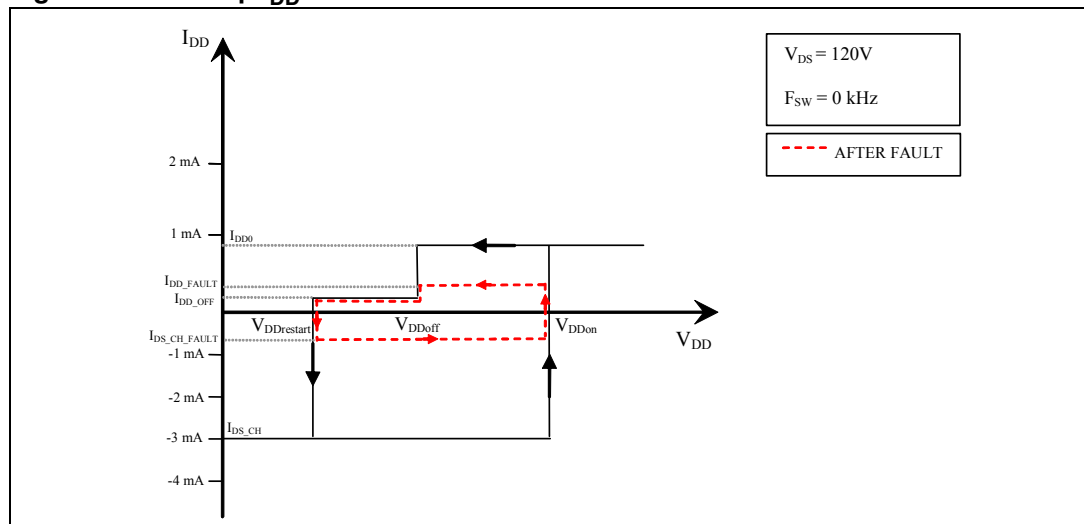 I_DD
V_DS = 120V
F_SW = 0 kHz
AFTER FAULT
2 mA
1 mA
I_DD0
I_DD_FAULT
I_DD_OFF
V_DDrestart
V_DDoff
V_DDon
V_DD
I_DS_CH_FAULT
-1 mA
-2 mA
I_DS_CH
-3 mA
-4 mA